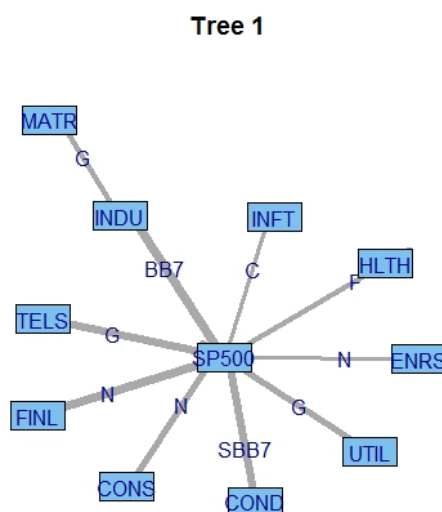 Tree 1
MATR
G
INDU
INFT
BB7
C
HLTH
F
TELS
G
SP500
N
ENRS
FINL
N
N
G
SBB7
UTIL
CONS
COND